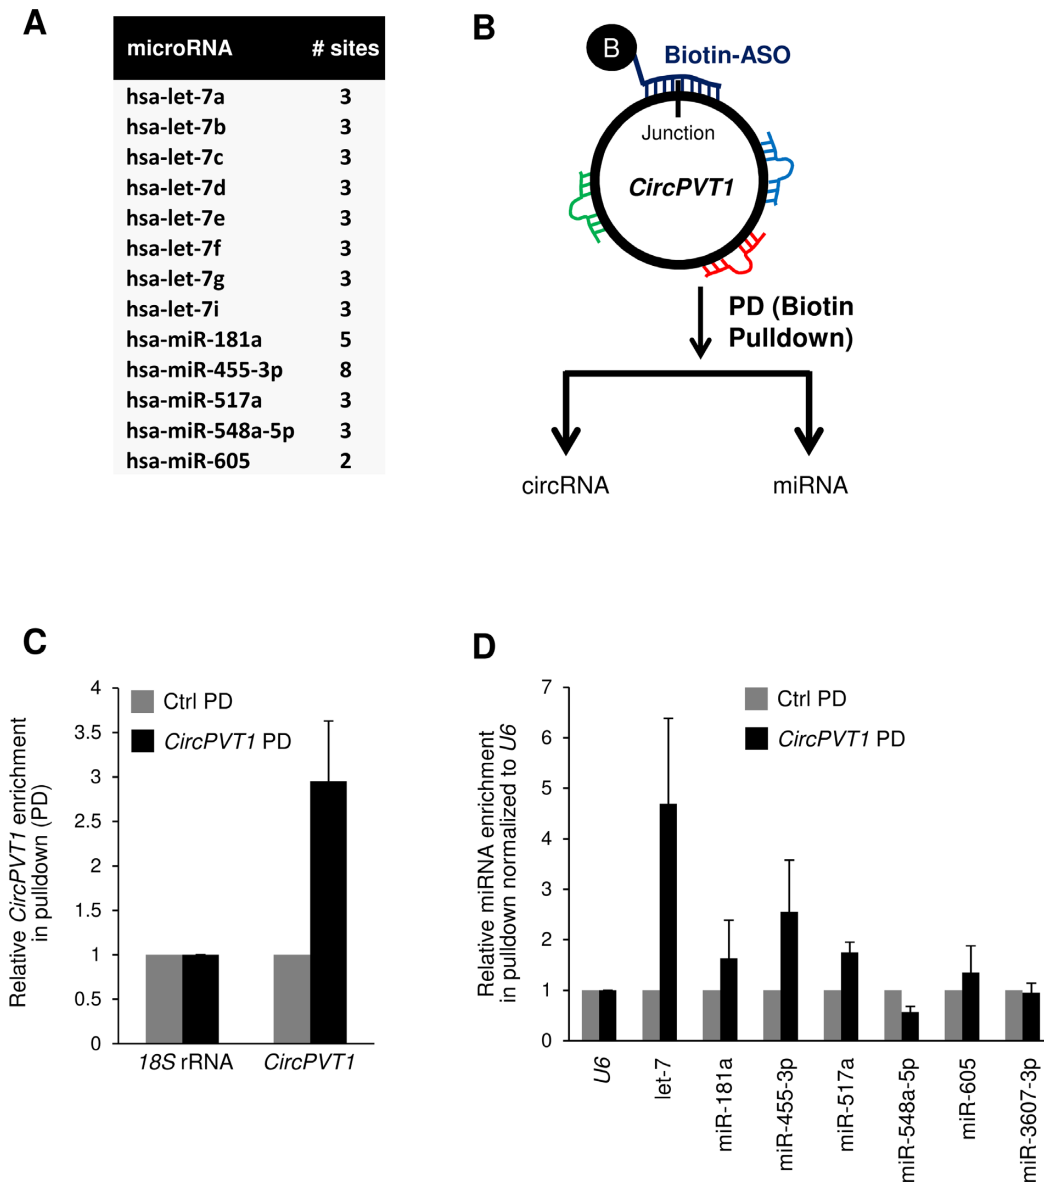 A
microRNA # sites
hsa-let-7a 3
hsa-let-7b 3
hsa-let-7c 3
hsa-let-7d 3
hsa-let-7e 3
hsa-let-7f 3
hsa-let-7g 3
hsa-let-7i 3
hsa-miR-181a 5
hsa-miR-455-3p 8
hsa-miR-517a 3
hsa-miR-548a-5p 3
hsa-miR-605 2
B
B
Biotin-ASO
Junction
CircPVT1
PD (Biotin
Pulldown)
circRNA
miRNA
C
Relative CircPVT1 enrichment
in pulldown (PD)
4
3.5
3
2.5
2
1.5
1
0.5
0
Ctrl PD
CircPVT1 PD
18S rRNA
CircPVT1
D
Relative miRNA enrichment
in pulldown normalized to U6
7
6
5
4
3
2
1
0
Ctrl PD
CircPVT1 PD
U6
let-7
miR-181a
miR-455-3p
miR-517a
miR-548a-5p
miR-605
miR-3607-3p